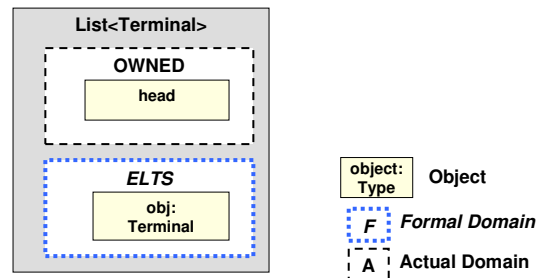 List<Terminal>
OWNED
head
ELTS
obj:
Terminal
object:
Type
Object
F
Formal Domain
A
Actual Domain